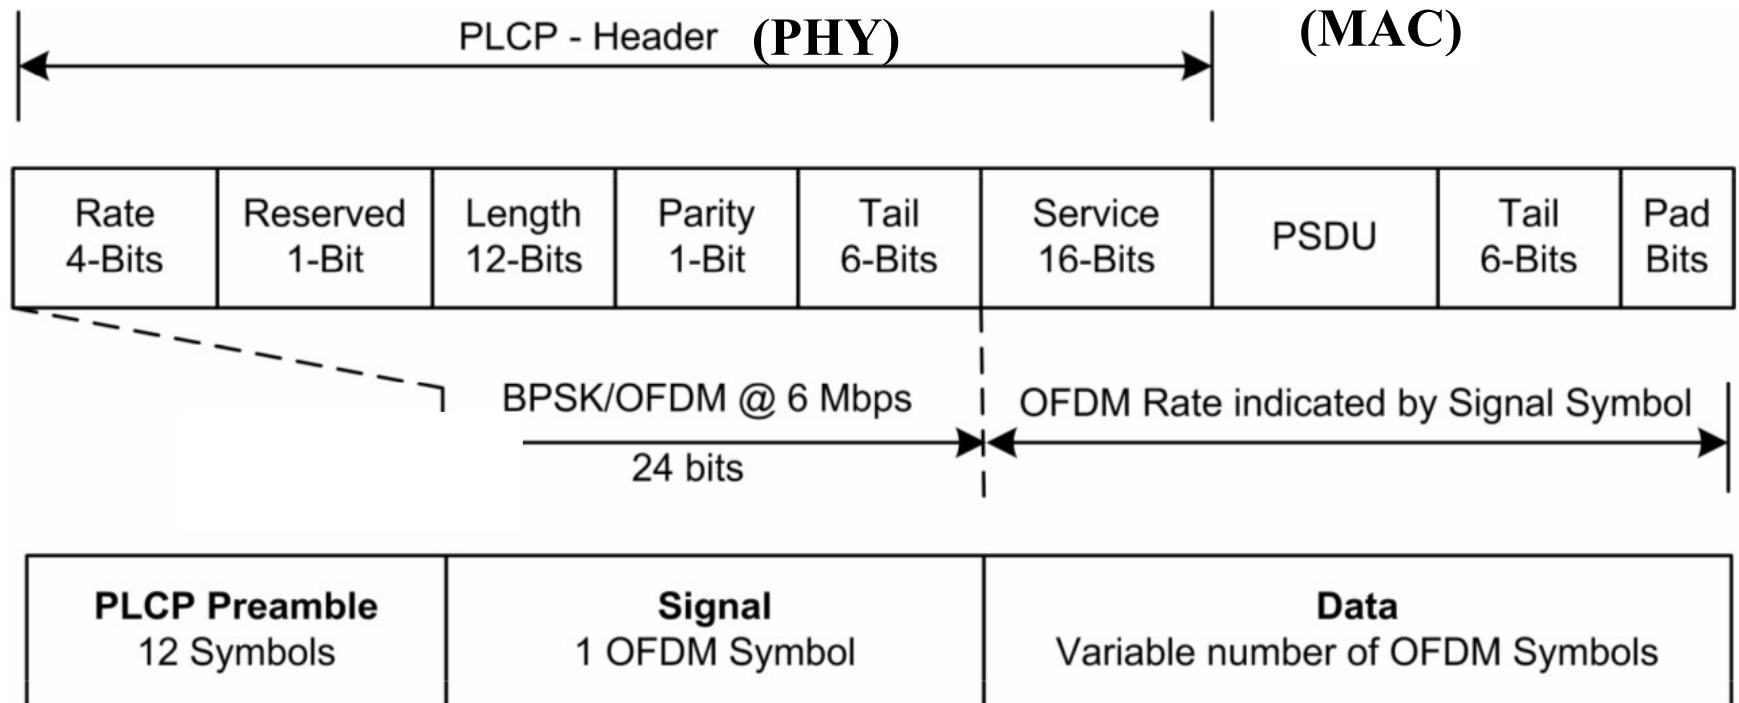 PLCP - Header (PHY) (MAC)
Rate
4-Bits
Reserved
1-Bit
Length
12-Bits
Parity
1-Bit
Tail
6-Bits
Service
16-Bits
PSDU
Tail
6-Bits
Pad
Bits
BPSK/OFDM @ 6 Mbps
24 bits
OFDM Rate indicated by Signal Symbol
PLCP Preamble
12 Symbols
Signal
1 OFDM Symbol
Data
Variable number of OFDM Symbols